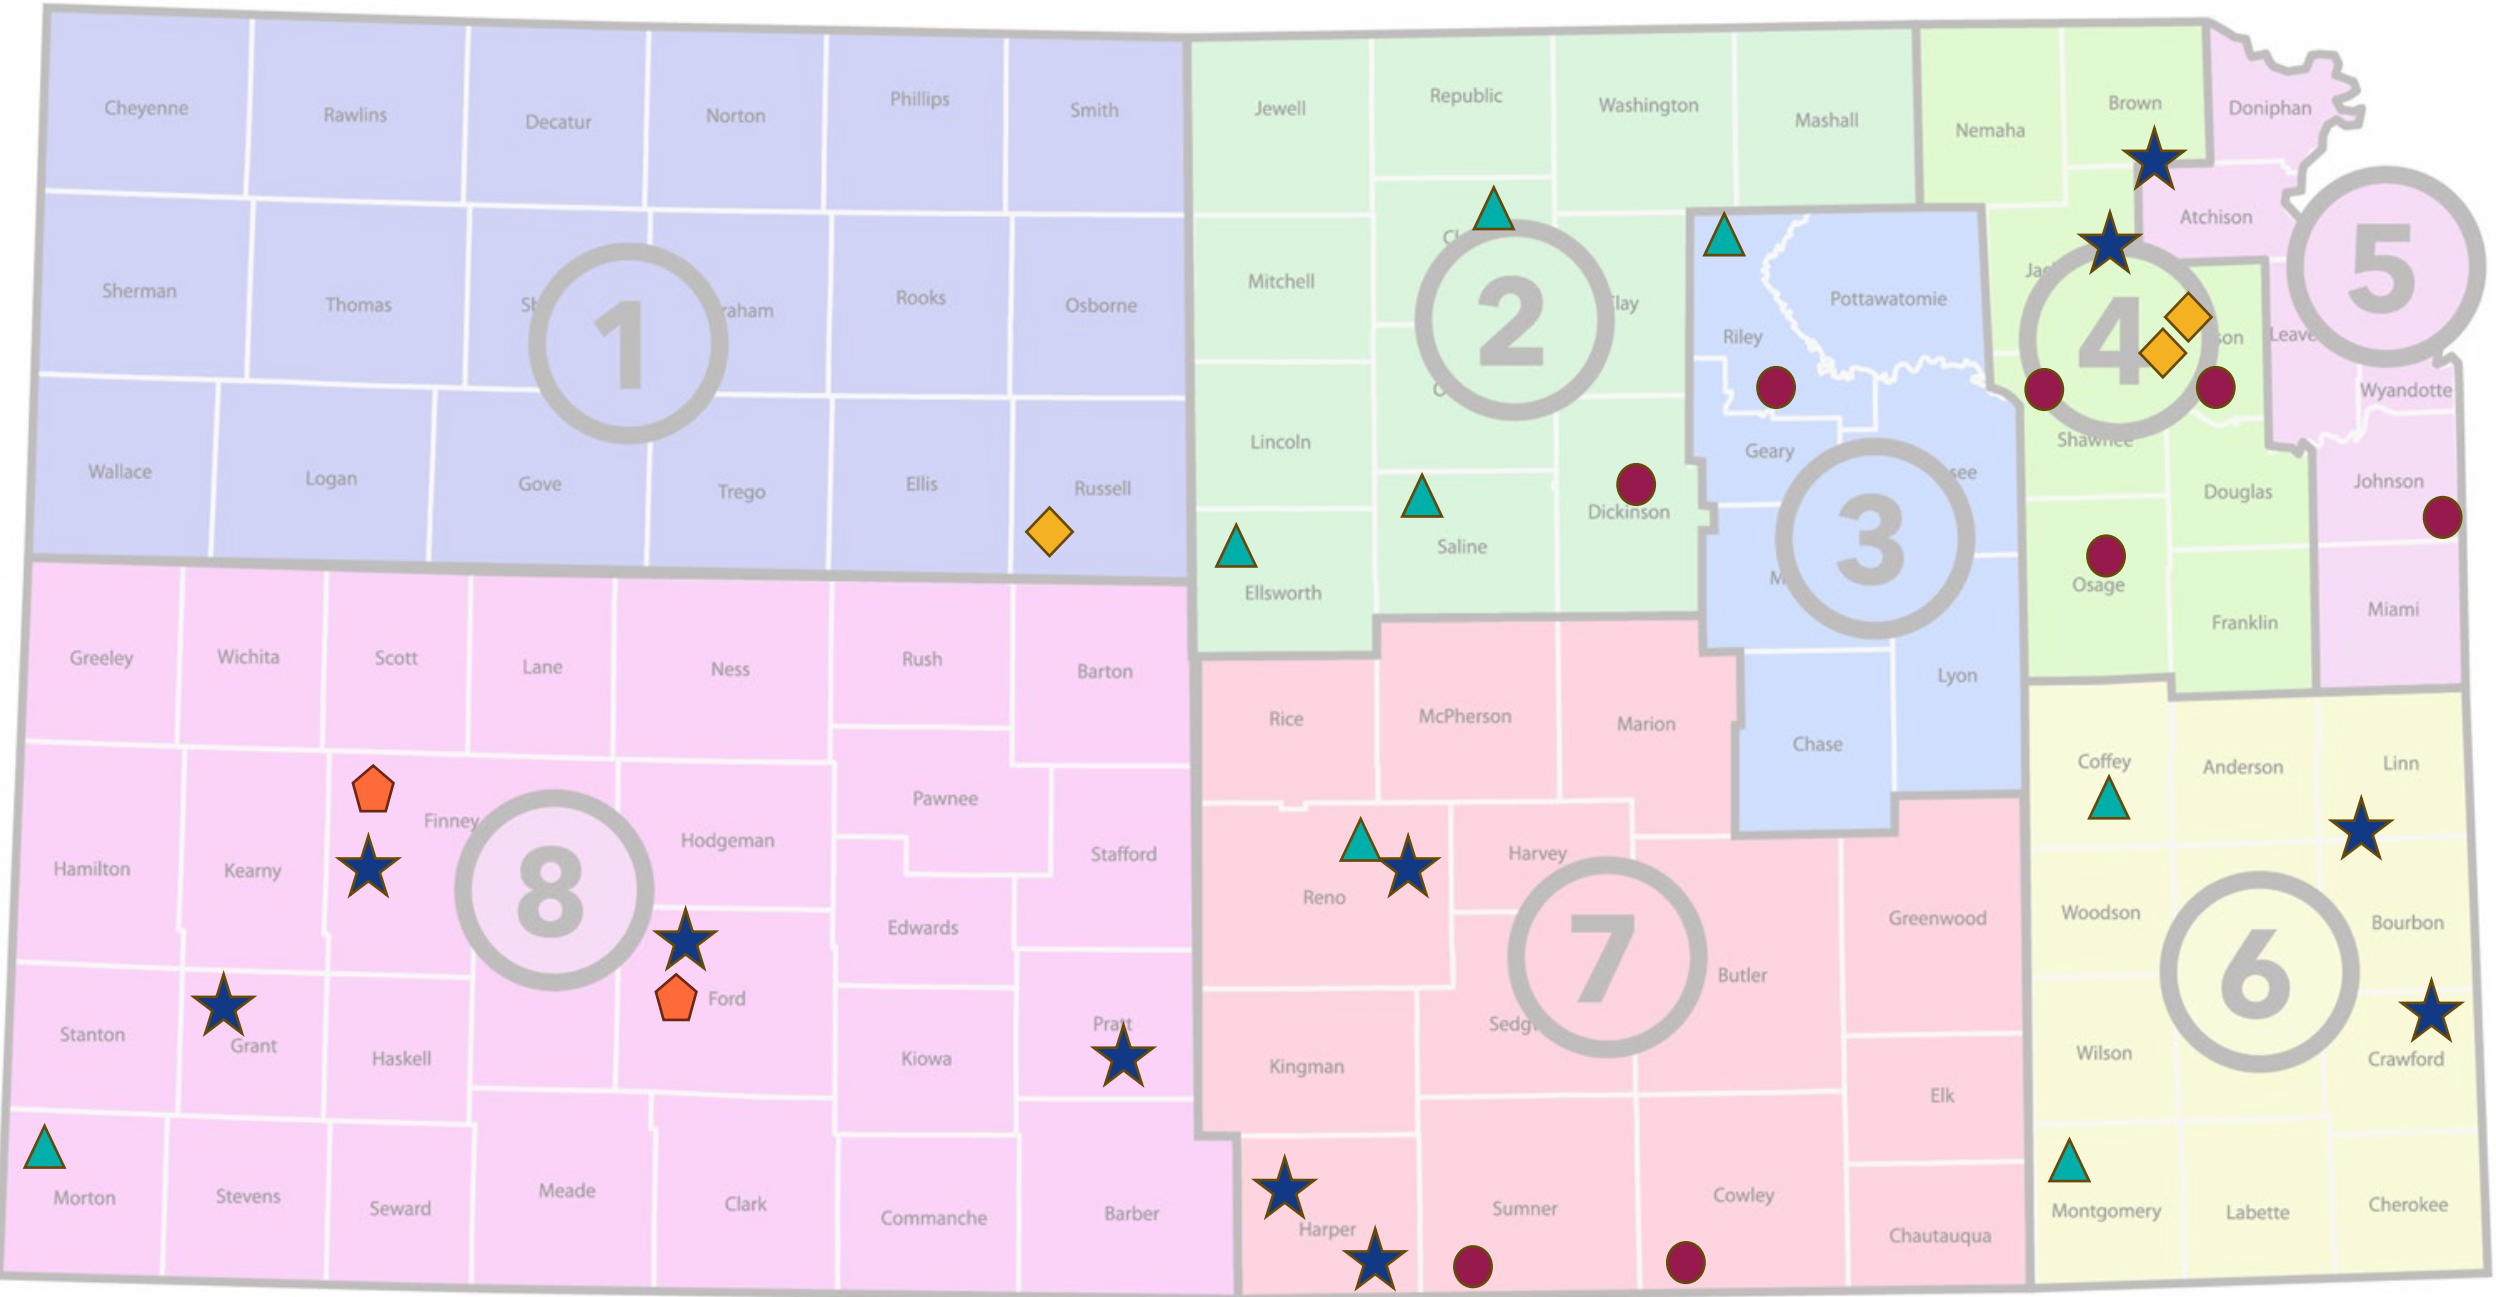 Cheyenne
Rawlins
Decatur
Norton
Phillips
Smith
Jewell
Republic
Washington
Mashall
Nemaha
Brown
Doniphan
Sherman
Thomas
1
raham
Rooks
Osborne
Mitchell
2
lay
Riley
Pottawatomie
4
son
Atchison
5
Leave
Wyandotte
Wallace
Logan
Gove
Trego
Ellis
Russell
Lincoln
Ellsworth
Saline
Dickinson
Geary
3
see
Shawnee
Osage
Douglas
Franklin
Johnson
Miami
Greeley
Wichita
Scott
Lane
Ness
Rush
Barton
Rice
McPherson
Marion
Chase
Lyon
Coffey
Anderson
Linn
Hamilton
Kearny
Finney
8
Hodgeman
Pawnee
Stafford
Edwards
Reno
Harvey
7
Butler
Greenwood
Woodson
6
Bourbon
Stanton
Grant
Haskell
Ford
Kiowa
Pratt
Kingman
Sedg
Elk
Wilson
Crawford
Morton
Stevens
Seward
Meade
Clark
Commanche
Barber
Harper
Sumner
Cowley
Chautauqua
Montgomery
Labette
Cherokee